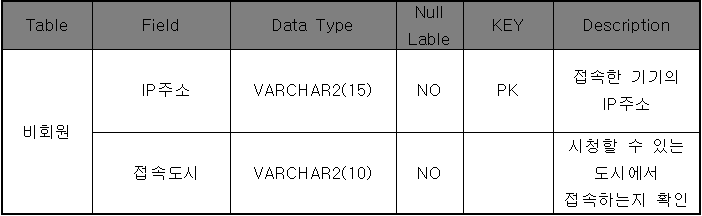 Table Field Data Type Null Lable KEY Description
IP주소 VARCHAR2(15) NO PK 접속한 기기의 IP주소
비회원
접속도시 VARCHAR2(10) NO 시청할 수 있는 도시에서 접속하는지 확인